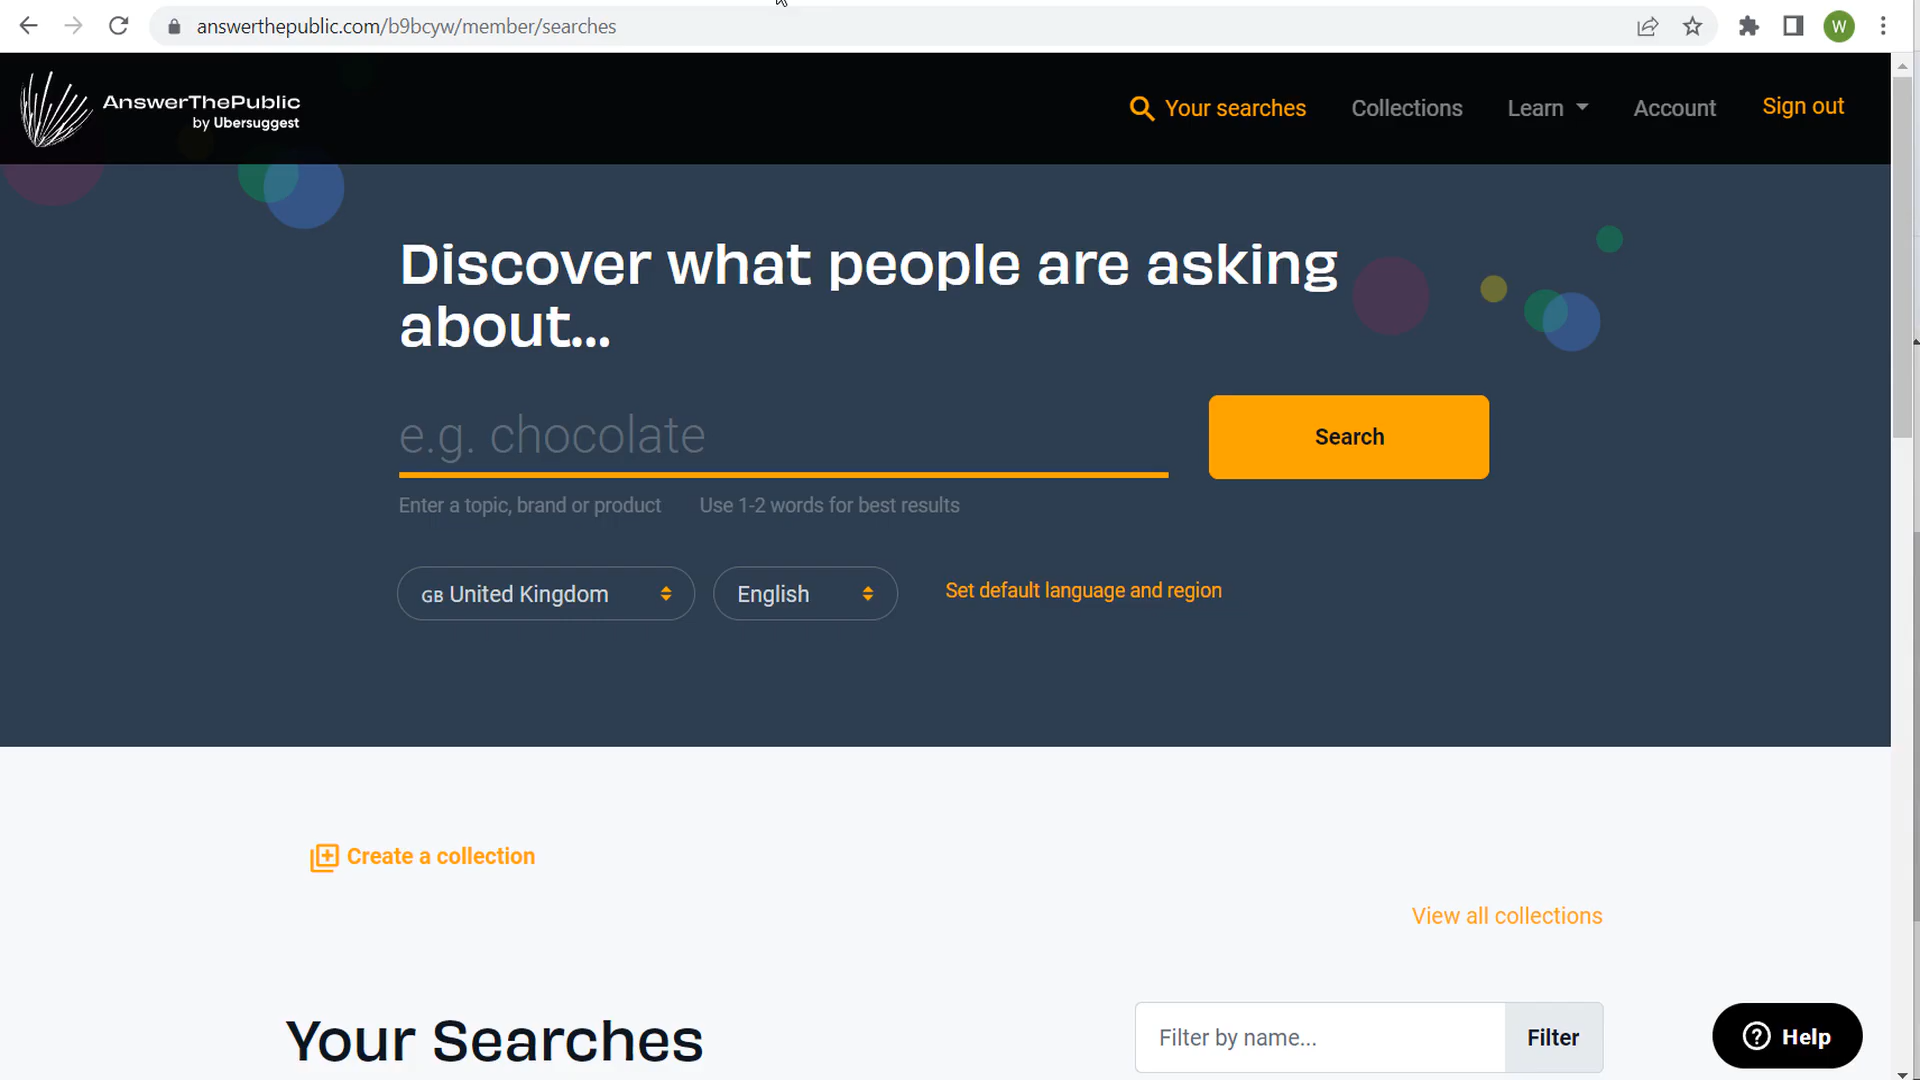 answerthepublic.com/b9bcyw/member/searches
W
AnswerThePublic
by Ubersuggest
Your searches
Collections
Learn
Account
Sign out
Discover what people are asking
about...
e.g. chocolate
Search
Enter a topic, brand or product
Use 1-2 words for best results
GB United Kingdom
English
Set default language and region
Create a collection
View all collections
Your Searches
Filter by name...
Filter
Help